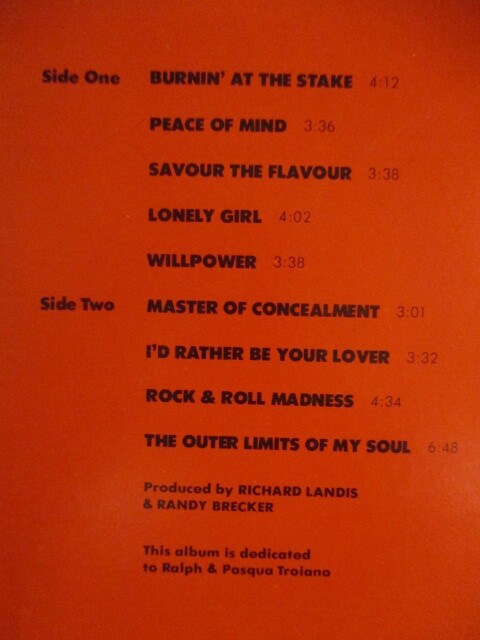 Side One BURNIN' AT THE STAKE 4:12
PEACE OF MIND 3:36
SAVOUR THE FLAVOUR 3:38
LONELY GIRL 4:02
WILLPOWER 3:38
Side Two MASTER OF CONCEALMENT 3:01
I'D RATHER BE YOUR LOVER 3:32
ROCK & ROLL MADNESS 4:34
THE OUTER LIMITS OF MY SOUL 6:48
Produced by RICHARD LANDIS
& RANDY BRECKER
This album is dedicated
to Ralph & Pasqua Troiano